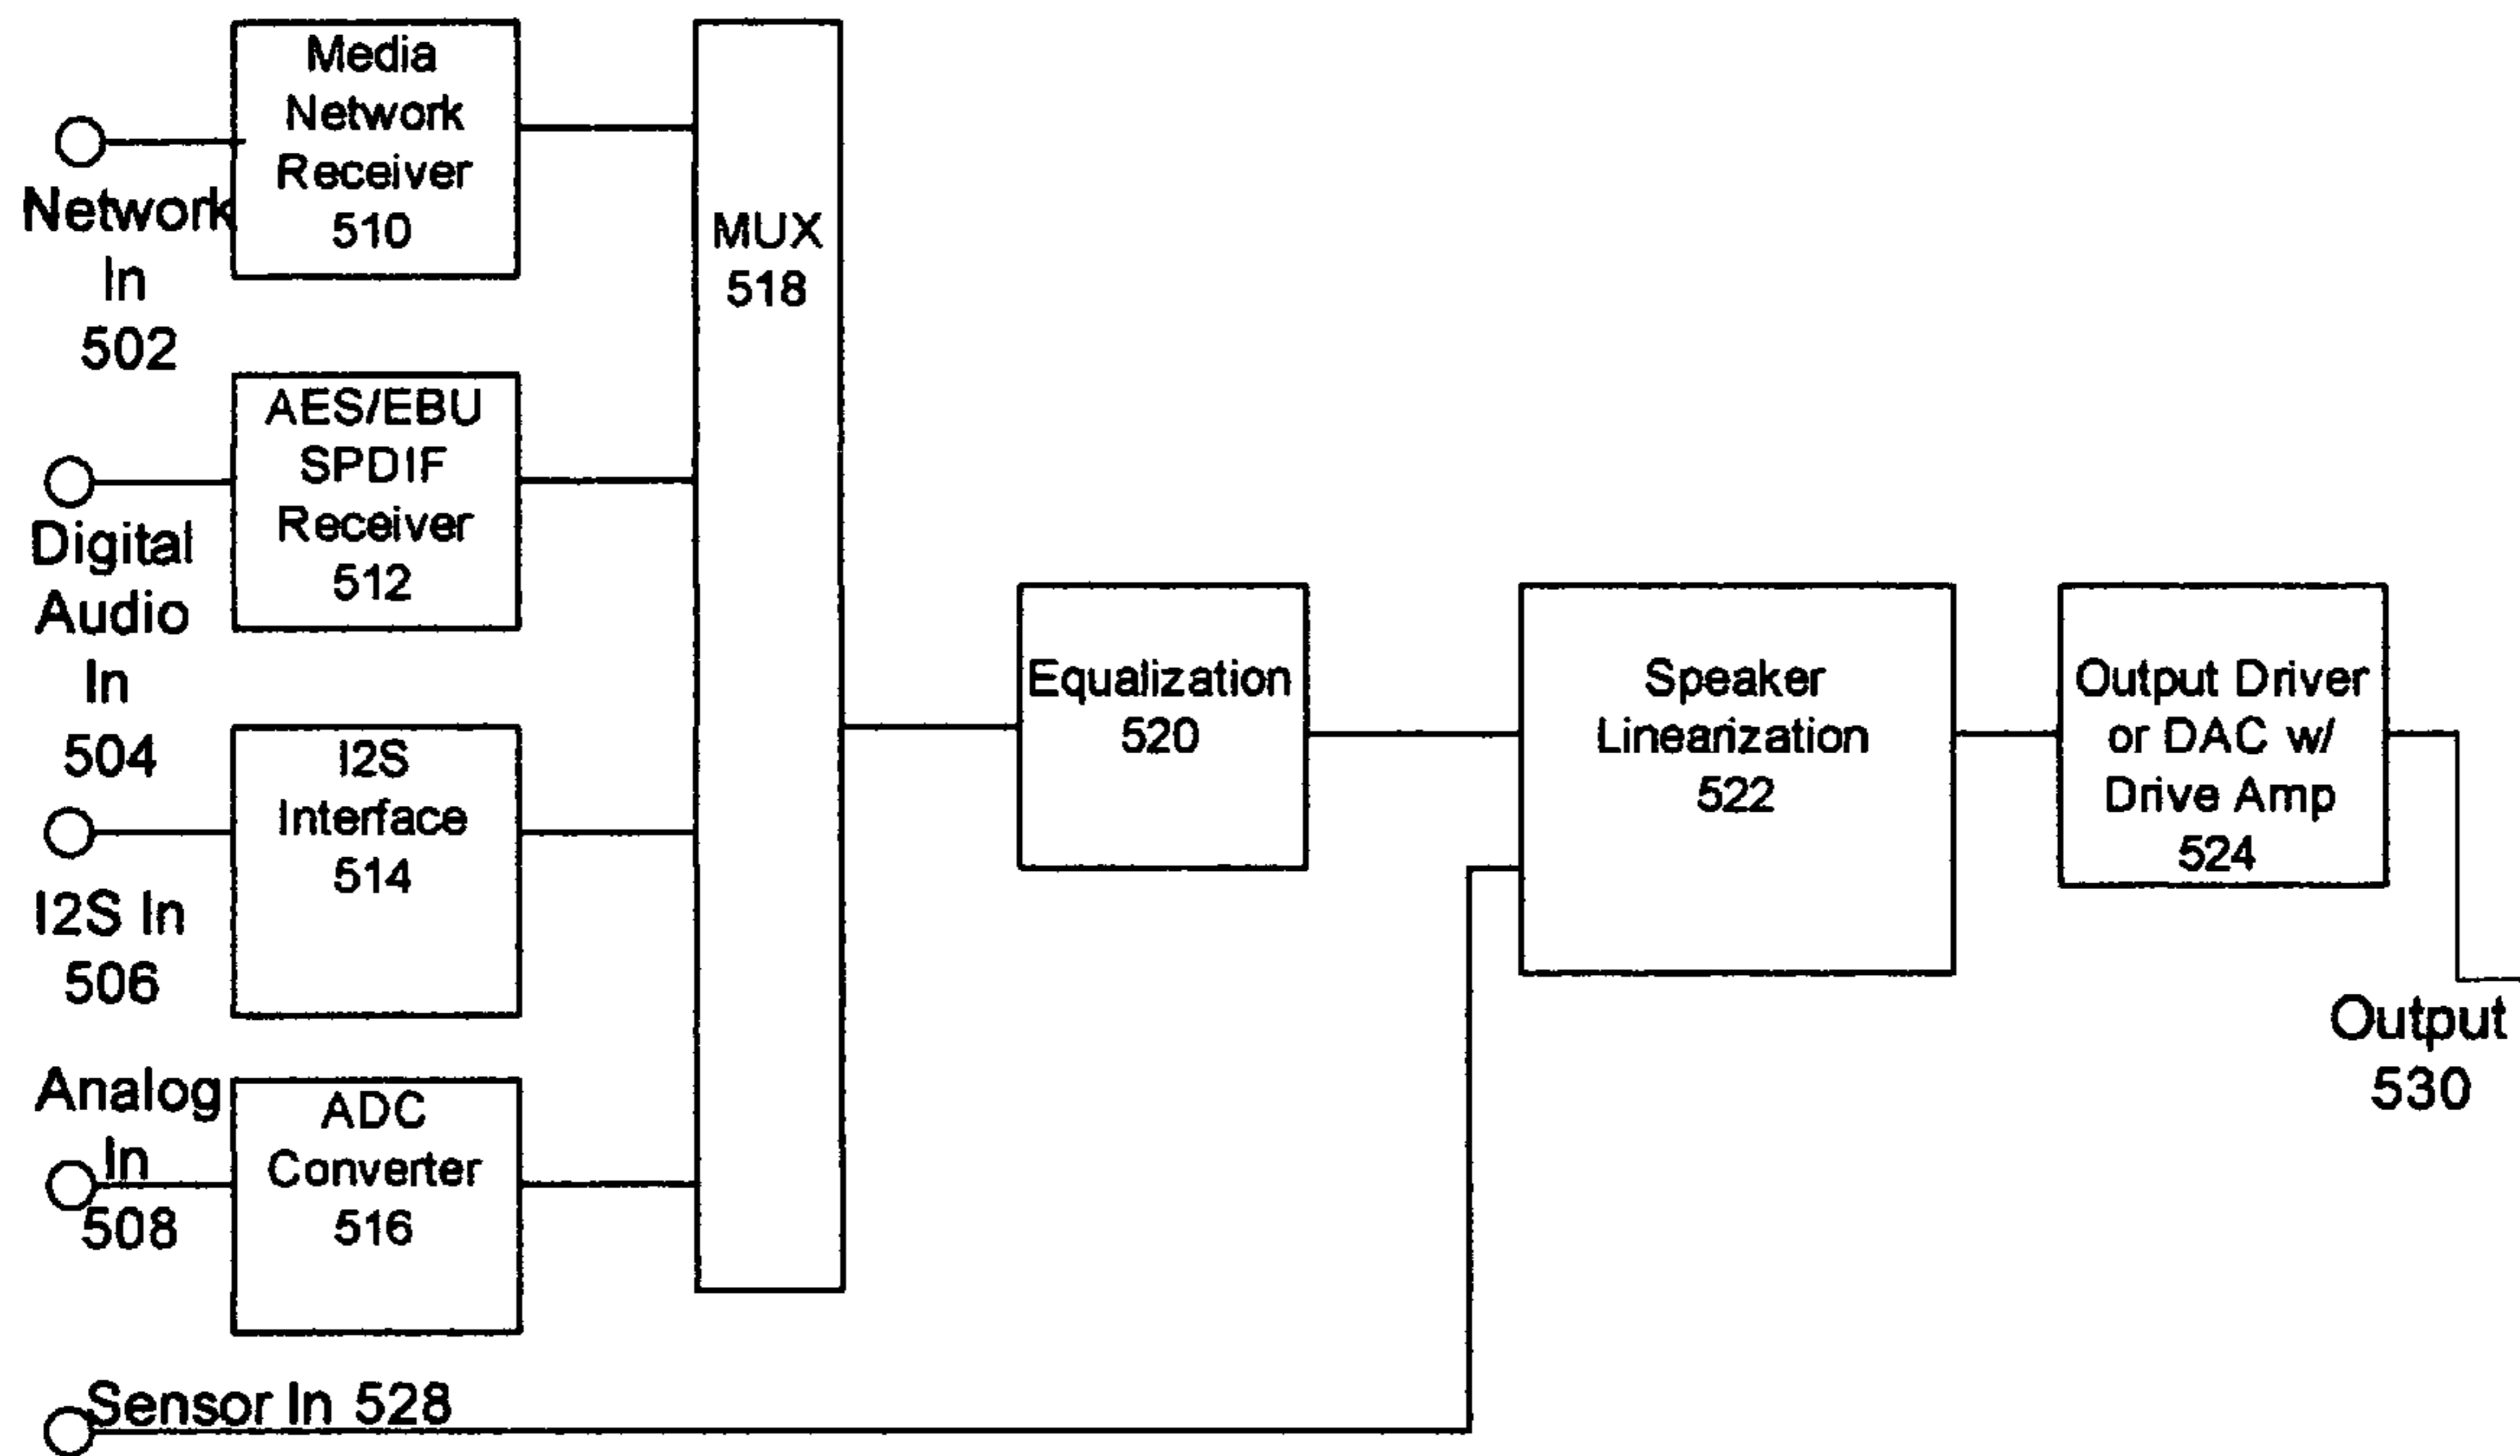 Network
In
502
Media
Network
Receiver
510
MUX
518
Digital
Audio
In
504
AES/EBU
SPDIF
Receiver
512
I2S In
506
I2S
Interface
514
Analog
In
508
ADC
Converter
516
Equalization
520
Speaker
Linearization
522
Output Driver
or DAC w/
Drive Amp
524
Output
530
Sensor In 528